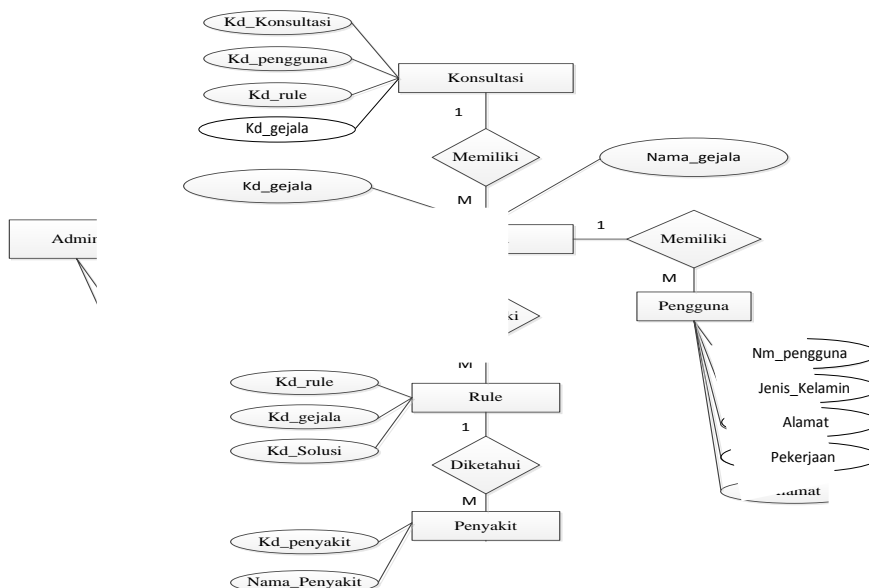 Kd_Konsultasi
Kd_pengguna
Konsultasi
Kd_rule
1
Kd_gejala
Memiliki
Nama_gejala
Kd_gejala
M
1
Memiliki
M
Pengguna
Nm_pengguna
Jenis_Kelamin
Alamat
Pekerjaan
M
Kd_rule
Rule
Kd_gejala
1
Kd_Solusi
Diketahui
M
Penyakit
Kd_penyakit
Nama_Penyakit